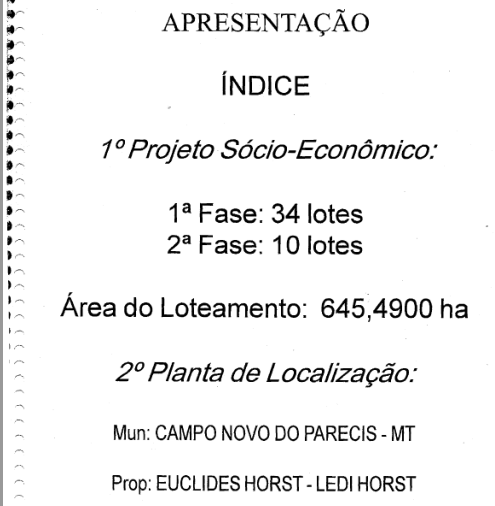 APRESENTAÇÃO
ÍNDICE
1º Projeto Sócio-Econômico:
1ª Fase: 34 lotes
2ª Fase: 10 lotes
Área do Loteamento: 645,4900 ha
2º Planta de Localização:
Mun: CAMPO NOVO DO PARECIS - MT
Prop: EUCLIDES HORST - LEDI HORST